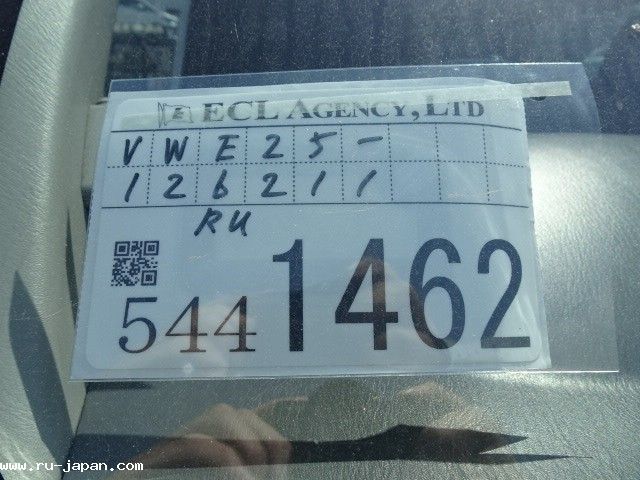 ECL AGENCY, LTD
VWE25-
126211
RU
5441462
www.ru-japan.com